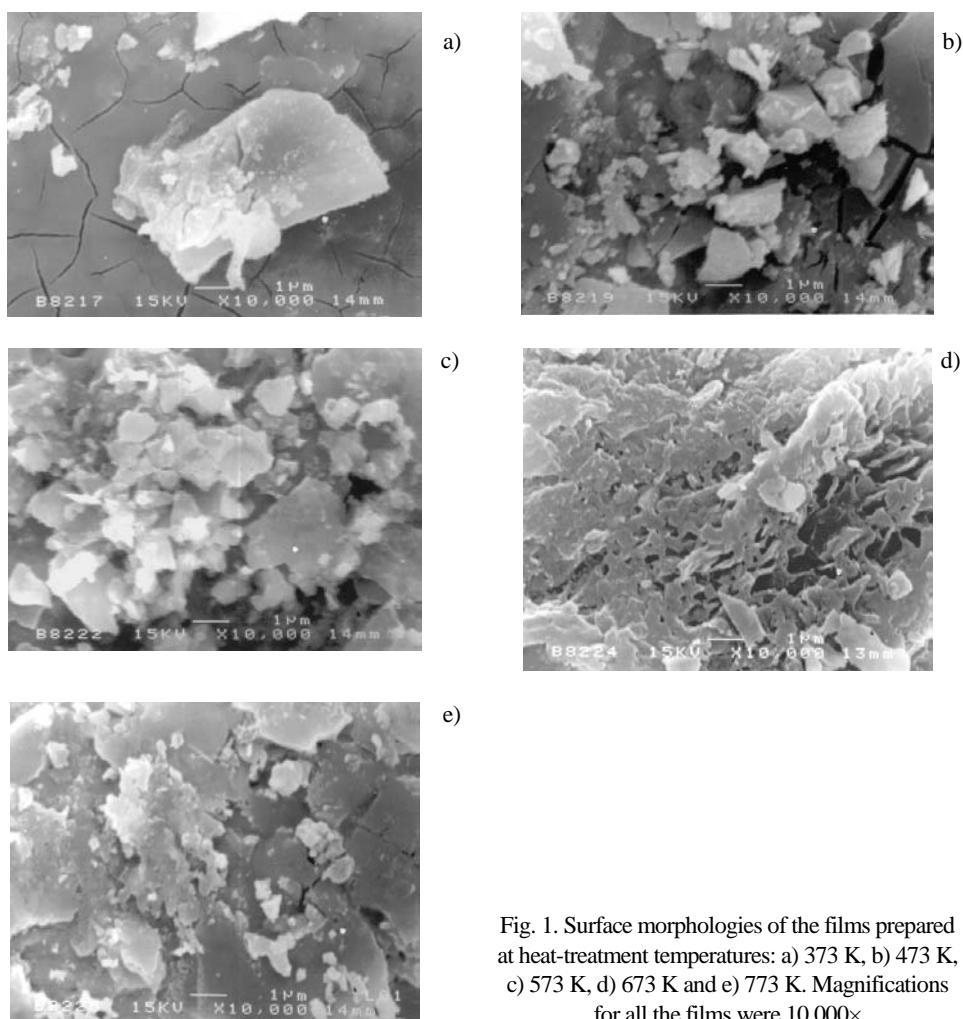 a)
1µm
B8217 15KV X10,000 14mm
b)
1µm
B8219 15KV X10,000 14mm
c)
1µm
B8222 15KV X10,000 14mm
d)
1µm
B8224 15KV X10,000 13mm
e)
1µm
15KV X10,000 14mm
Fig. 1. Surface morphologies of the films prepared
at heat-treatment temperatures: a) 373 K, b) 473 K,
c) 573 K, d) 673 K and e) 773 K. Magnifications
for all the films were 10,000×